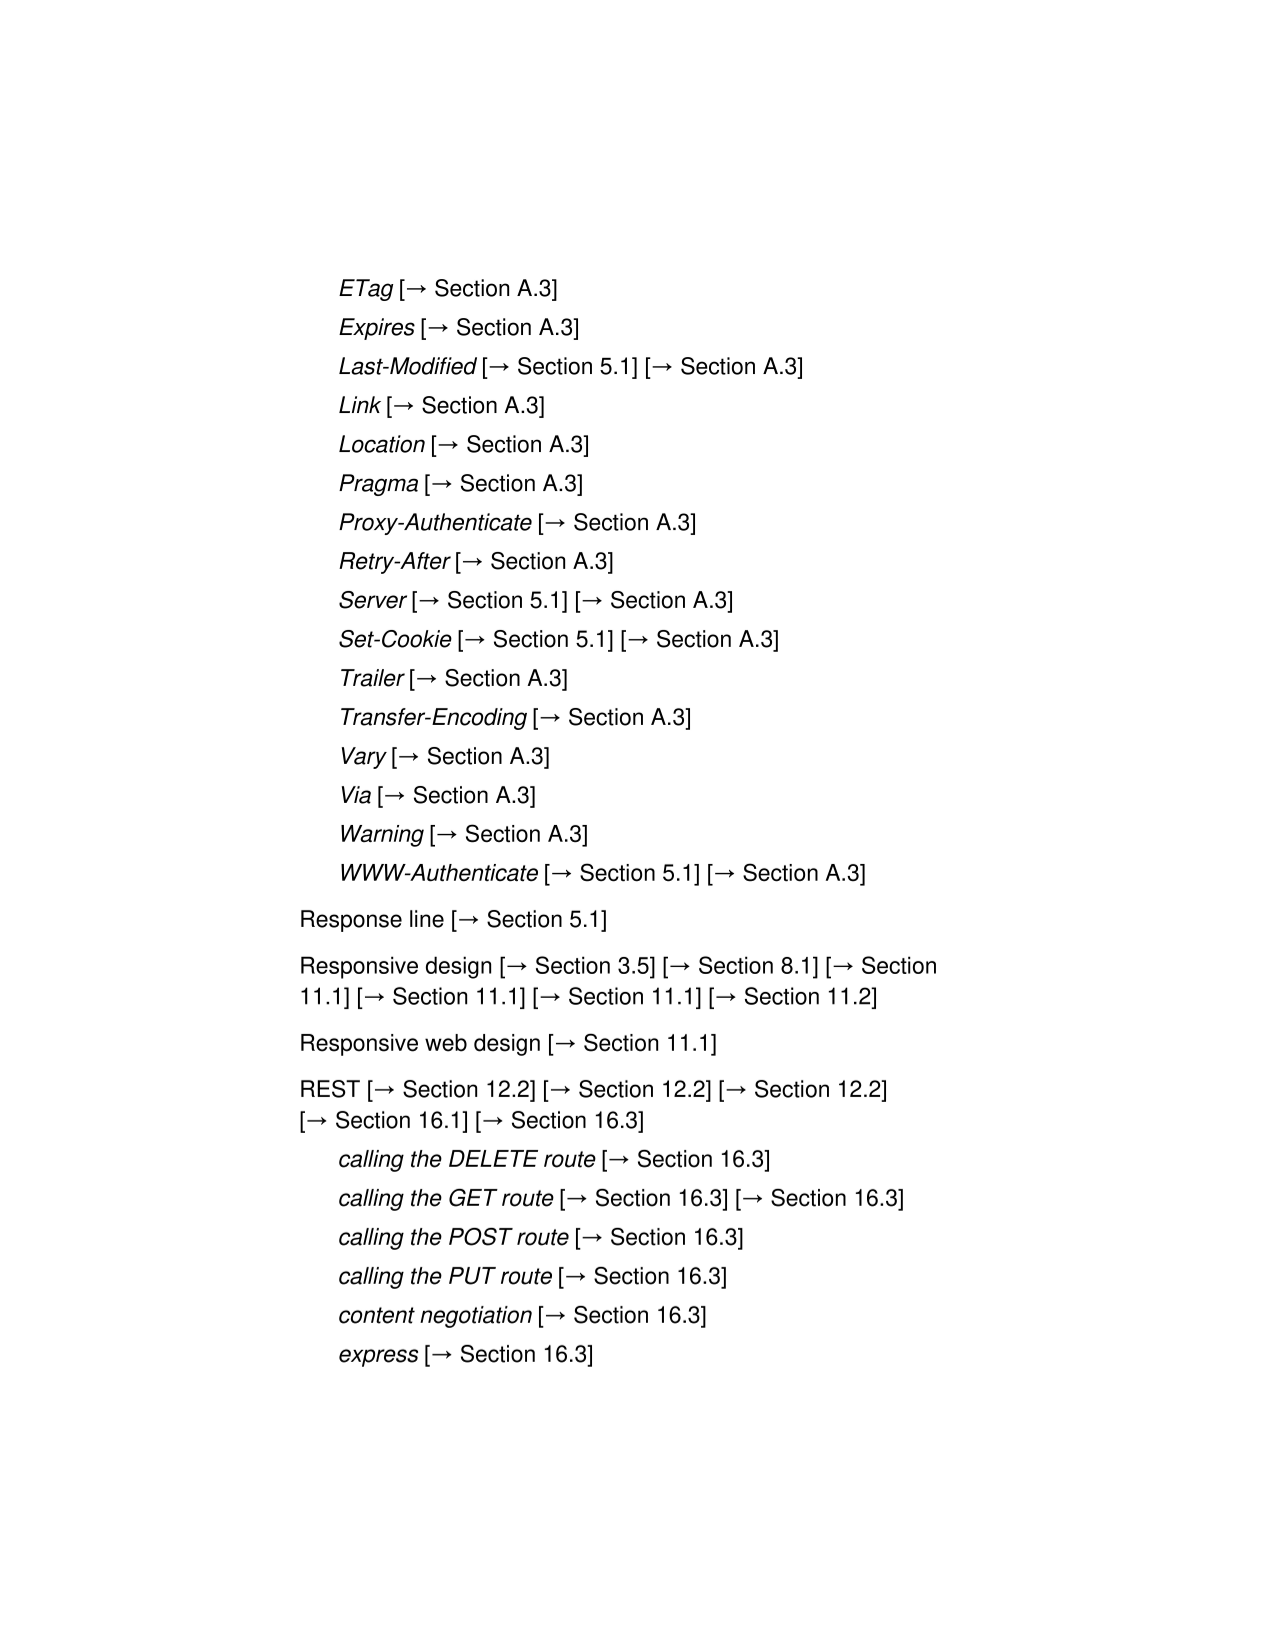 ETag [→ Section A.3]
Expires [→ Section A.3]
Last-Modified [→ Section 5.1] [→ Section A.3]
Link [→ Section A.3]
Location [→ Section A.3]
Pragma [→ Section A.3]
Proxy-Authenticate [→ Section A.3]
Retry-After [→ Section A.3]
Server [→ Section 5.1] [→ Section A.3]
Set-Cookie [→ Section 5.1] [→ Section A.3]
Trailer [→ Section A.3]
Transfer-Encoding [→ Section A.3]
Vary [→ Section A.3]
Via [→ Section A.3]
Warning [→ Section A.3]
WWW-Authenticate [→ Section 5.1] [→ Section A.3]
Response line [→ Section 5.1]
Responsive design [→ Section 3.5] [→ Section 8.1] [→ Section
11.1] [→ Section 11.1] [→ Section 11.1] [→ Section 11.2]
Responsive web design [→ Section 11.1]
REST [→ Section 12.2] [→ Section 12.2] [→ Section 12.2]
[→ Section 16.1] [→ Section 16.3]
calling the DELETE route [→ Section 16.3]
calling the GET route [→ Section 16.3] [→ Section 16.3]
calling the POST route [→ Section 16.3]
calling the PUT route [→ Section 16.3]
content negotiation [→ Section 16.3]
express [→ Section 16.3]